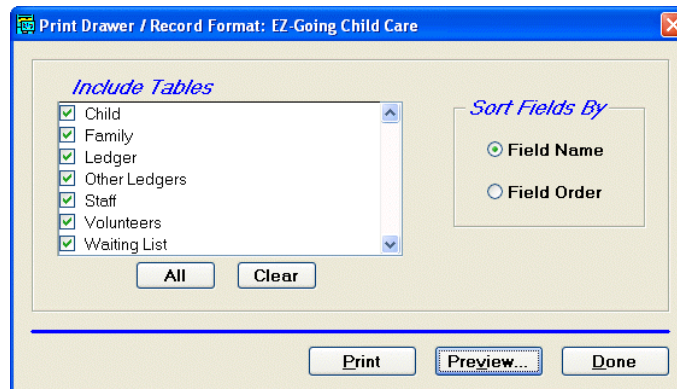 Print Drawer / Record Format: EZ-Going Child Care
Include Tables
Child
Family
Ledger
Other Ledgers
Staff
Volunteers
Waiting List
All Clear
Sort Fields By
Field Name
Field Order
Print Preview... Done